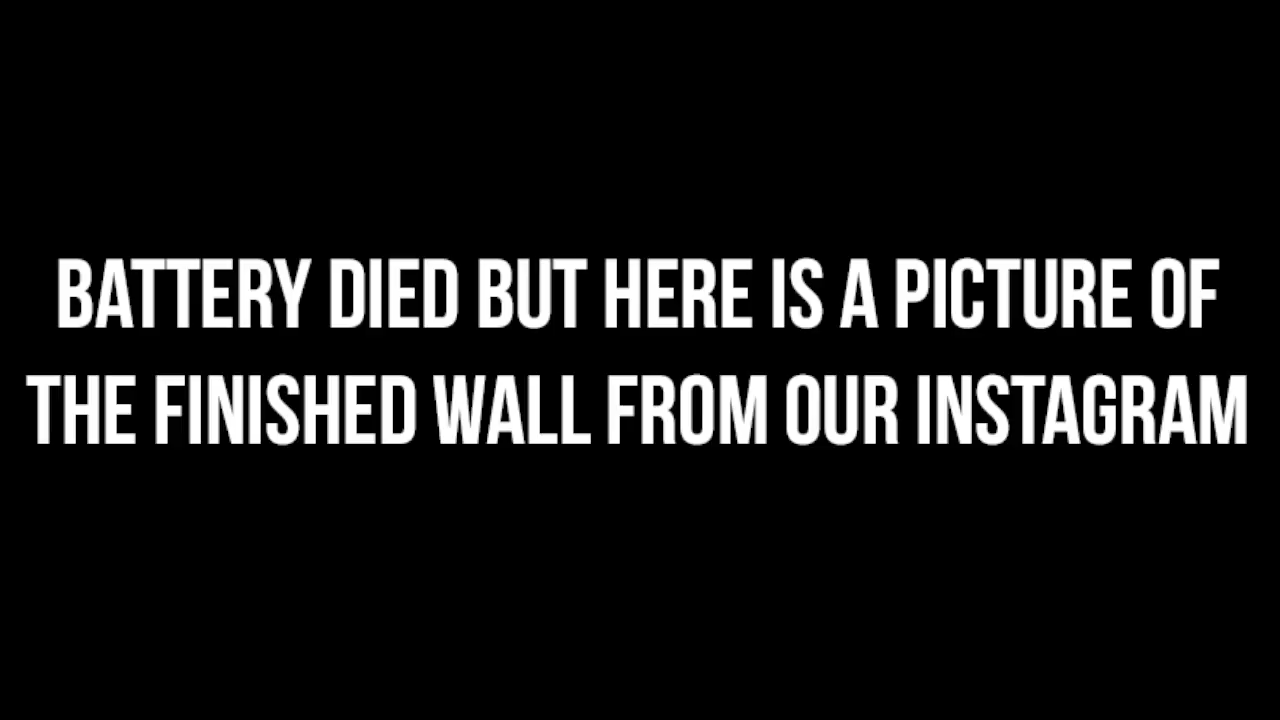 BATTERY DIED BUT HERE IS A PICTURE OF
THE FINISHED WALL FROM OUR INSTAGRAM